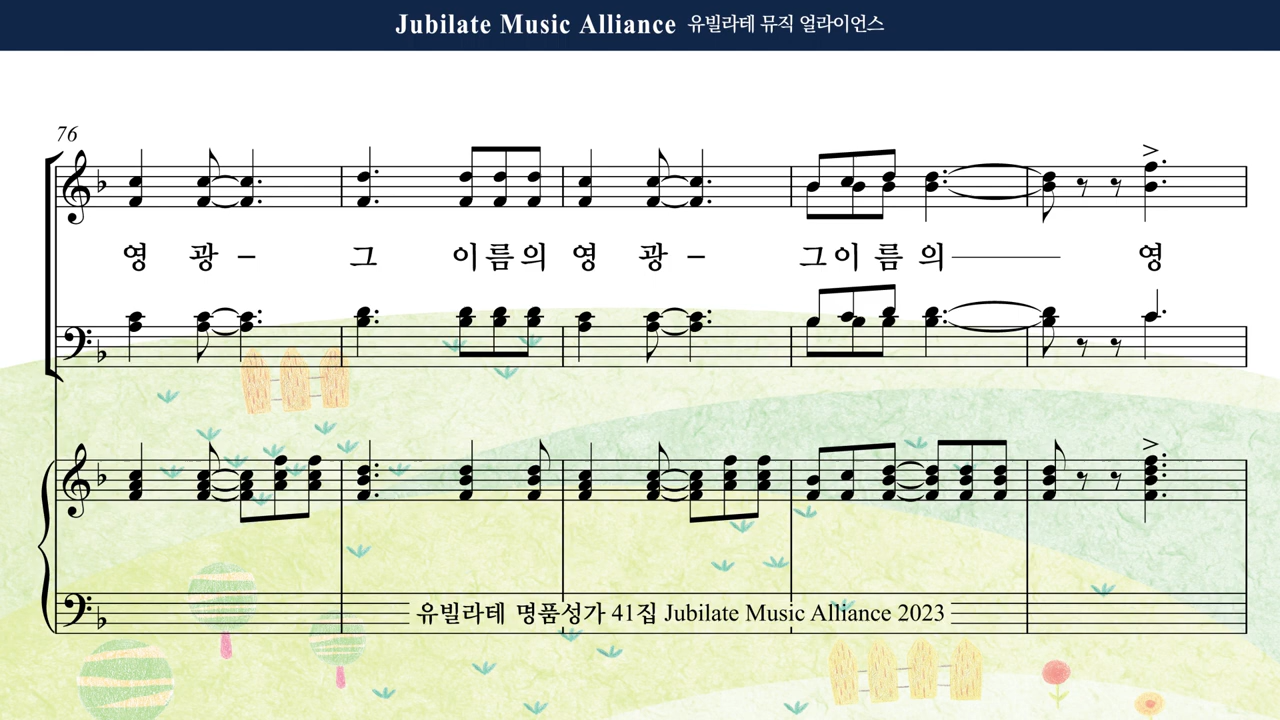 Jubilate Music Alliance 유빌라테 뮤직 얼라이언스
76
영 광 - 그 이 름 의 영 광 - 그 이 름 의 영
유빌라테 명품성가 41집 Jubilate Music Alliance 2023